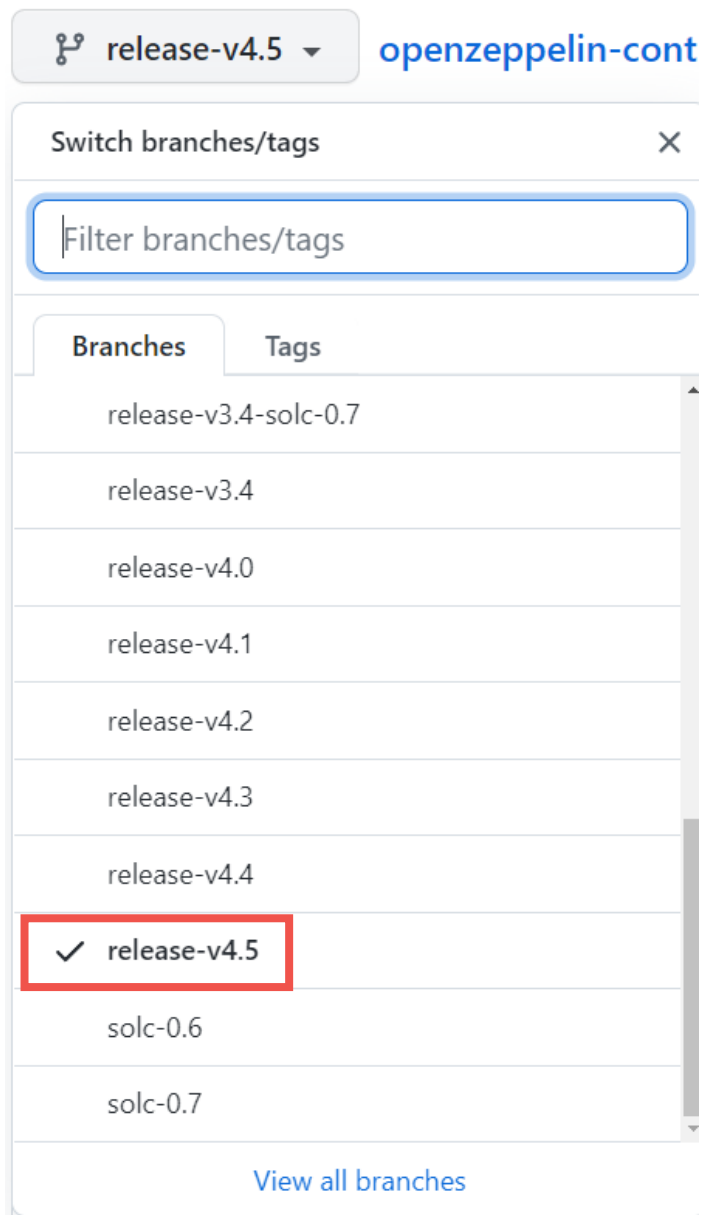 release-v4.5 openzeppelin-cont
Switch branches/tags
Filter branches/tags
Branches Tags
release-v3.4-solc-0.7
release-v3.4
release-v4.0
release-v4.1
release-v4.2
release-v4.3
release-v4.4
release-v4.5
solc-0.6
solc-0.7
View all branches